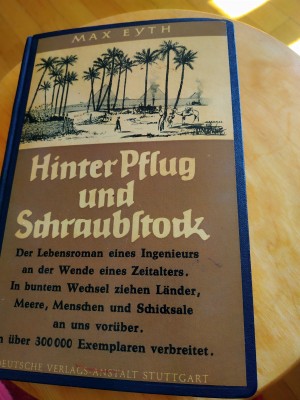 MAX EYTH
Hinter Pflug
und
Schraubstock
Der Lebensroman eines Ingenieurs
an der Wende eines Zeitalters.
In buntem Wechsel ziehen Länder,
Meere, Menschen und Schicksale
an uns vorüber.
n über 300000 Exemplaren verbreitet.
DEUTSCHE VERLAGS-ANSTALT STUTTGART